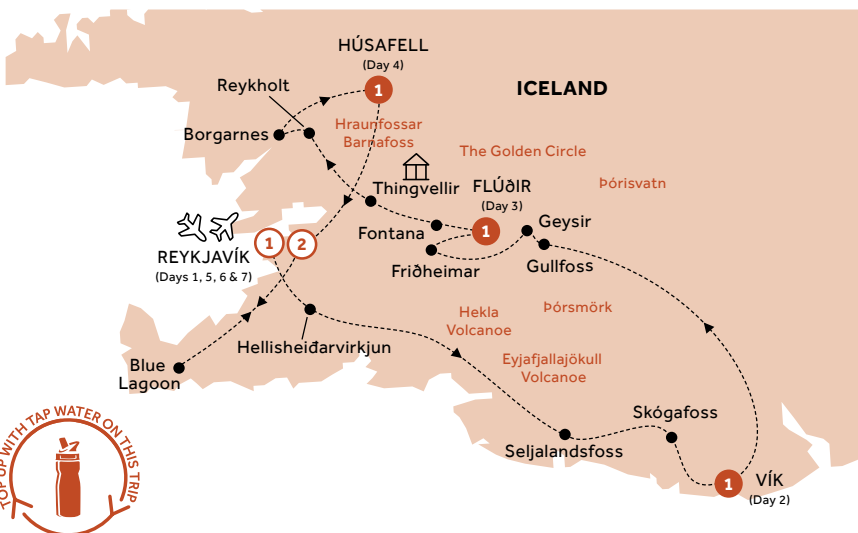 HÚSAFELL
(Day 4)
Reykholt
1
ICELAND
Borgarnes
Hraunfossar
Barnafoss
The Golden Circle
Thingvellir
FLÚðIR
(Day 3)
Þórisvatn
1
Geysir
Fontana
Gullfoss
Friðheimar
1
2
REYKJAVÍK
(Days 1, 5, 6 & 7)
Hekla
Volcanoe
Þórsmörk
Hellisheiðarvirkjun
Eyjafjallajökull
Volcanoe
Blue
Lagoon
Skógafoss
Seljalandsfoss
1
VÍK
(Day 2)
TOP UP WITH TAP WATER ON THIS TRIP